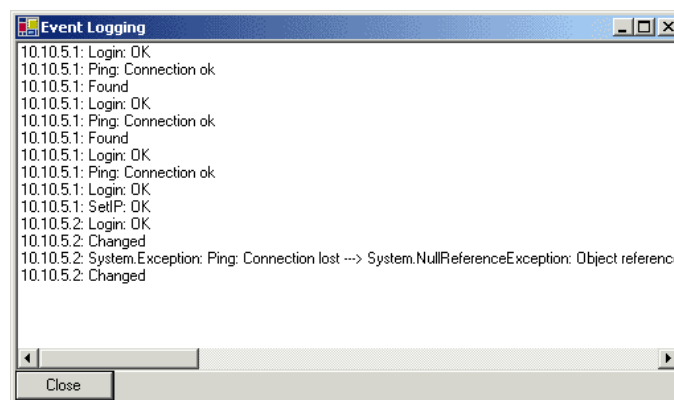 Event Logging
10.10.5.1: Login: OK
10.10.5.1: Ping: Connection ok
10.10.5.1: Found
10.10.5.1: Login: OK
10.10.5.1: Ping: Connection ok
10.10.5.1: Found
10.10.5.1: Login: OK
10.10.5.1: Ping: Connection ok
10.10.5.1: Login: OK
10.10.5.1: SetIP: OK
10.10.5.2: Login: OK
10.10.5.2: Changed
10.10.5.2: System.Exception: Ping: Connection lost ---> System.NullReferenceException: Object referenc
10.10.5.2: Changed
Close